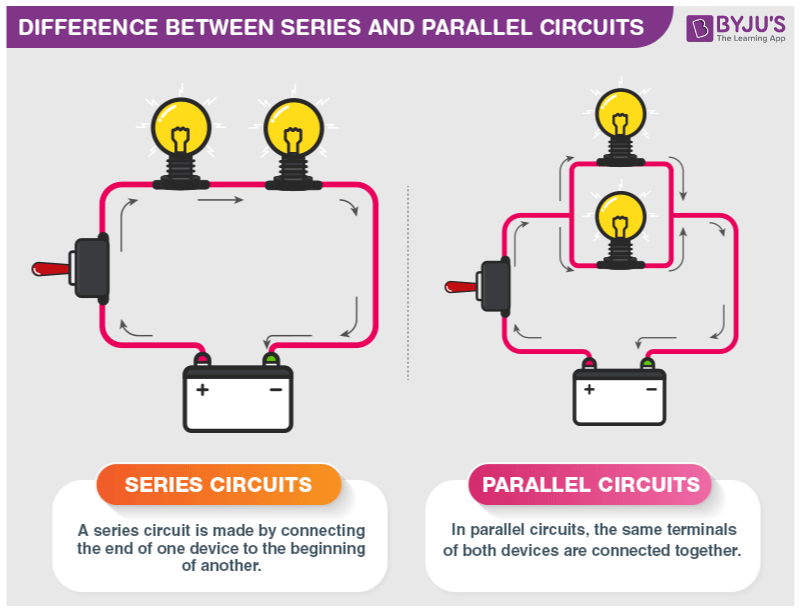 DIFFERENCE BETWEEN SERIES AND PARALLEL CIRCUITS
BYJU'S
The Learning App
+ −
+ −
SERIES CIRCUITS
A series circuit is made by connecting
the end of one device to the beginning
of another.
PARALLEL CIRCUITS
In parallel circuits, the same terminals
of both devices are connected together.